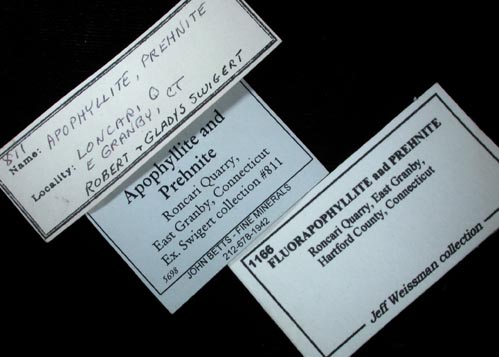 811
Name: APOPHYLLITE, PREHNITE
Locality: LONCARI, Q
E GRANBY, CT
ROBERT & GLADYS SWIGERT
Apophyllite and
Prehnite
Roncari Quarry,
East Granby, Connecticut
Ex. Swigert collection #811
5698
JOHN BETTS - FINE MINERALS
212-678-1942
1166
FLUORAPOPHYLLITE and PREHNITE
Roncari Quarry, East Granby,
Hartford County, Connecticut
Jeff Weissman collection